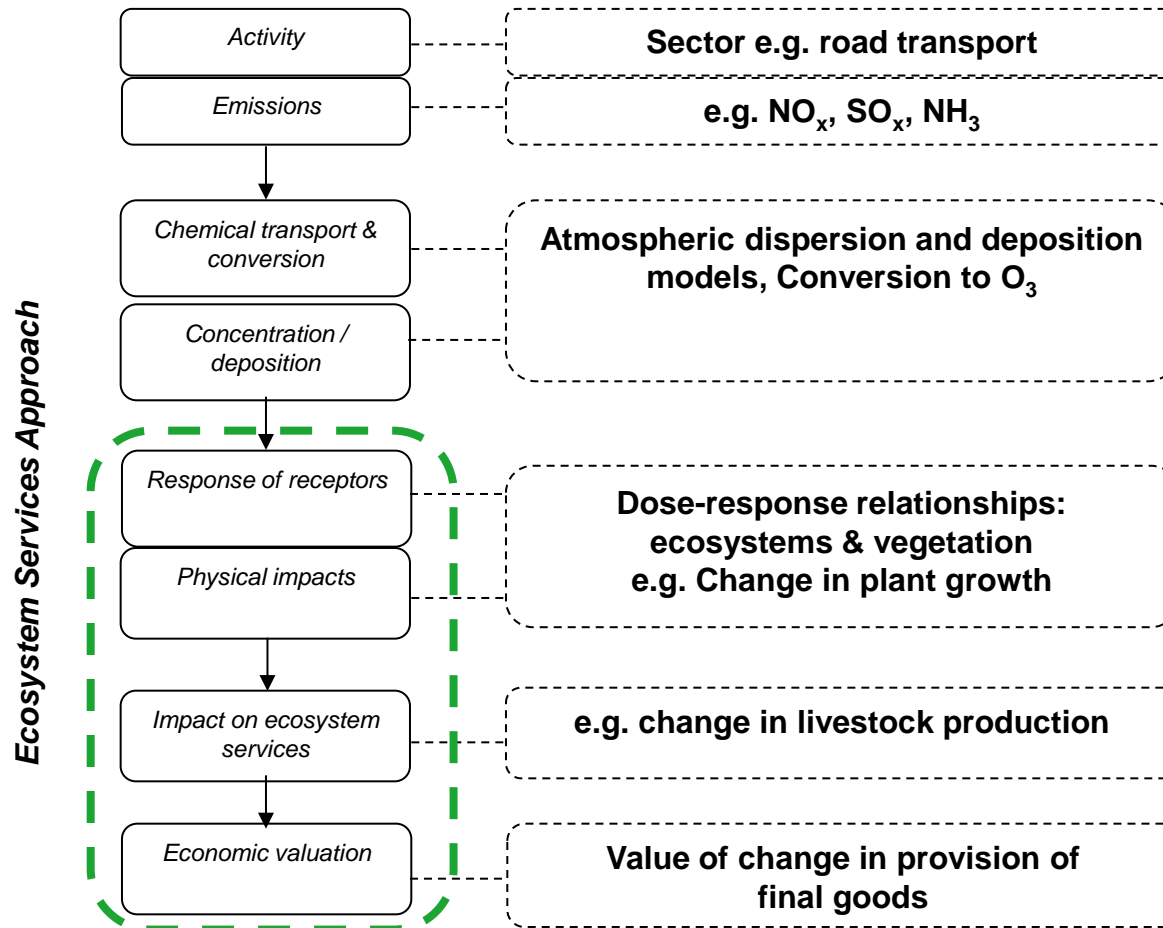 Activity
Sector e.g. road transport
Emissions
e.g. NOₓ, SOₓ, NH₃
Chemical transport &
conversion
Atmospheric dispersion and deposition
models, Conversion to O₃
Concentration /
deposition
Ecosystem Services Approach
Response of receptors
Dose-response relationships:
ecosystems & vegetation
e.g. Change in plant growth
Physical impacts
Impact on ecosystem
services
e.g. change in livestock production
Economic valuation
Value of change in provision of
final goods